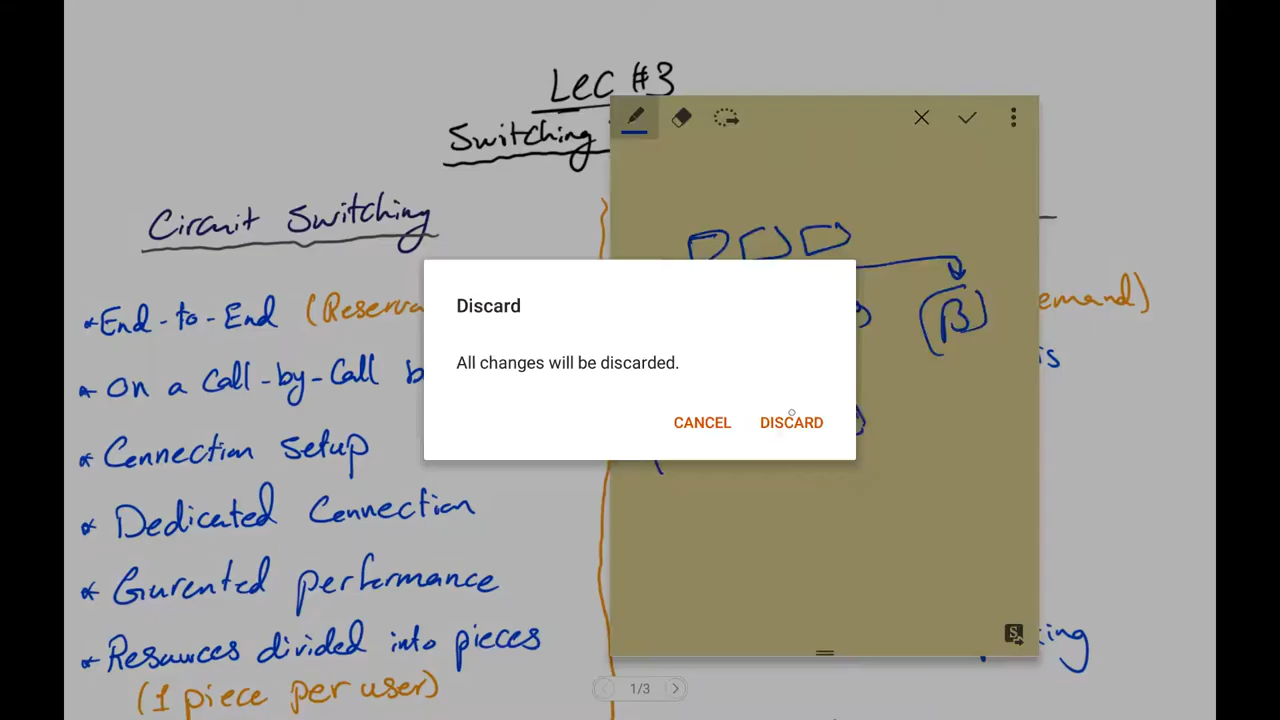 Lec #3
Switching
Circuit Switching
* End-to-End (Reserva
emand)
* On a Call-by-Call b
is
* Connection setup
* Dedicated Connection
* Gurented performance
* Resources divided into pieces
(1 piece per user)
B
Discard
All changes will be discarded.
CANCEL DISCARD
1/3